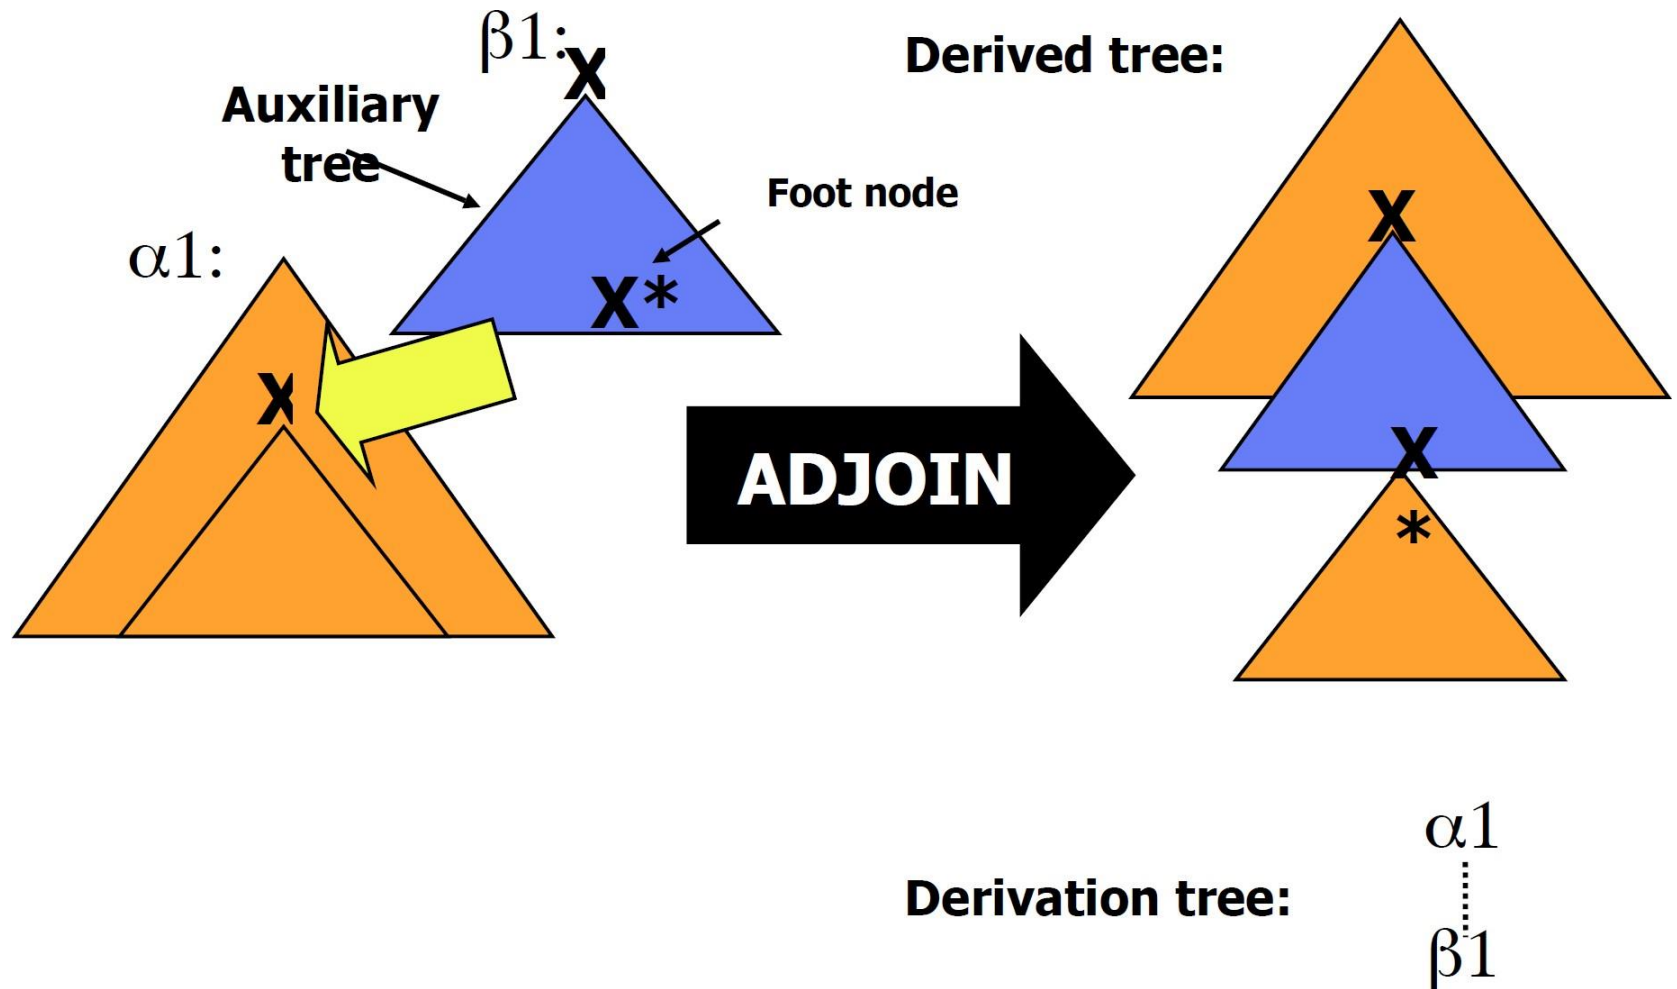 β1:
X
Auxiliary
tree
Foot node
X*
α1:
X
ADJOIN
Derived tree:
X
X
*
Derivation tree:
α1
β1